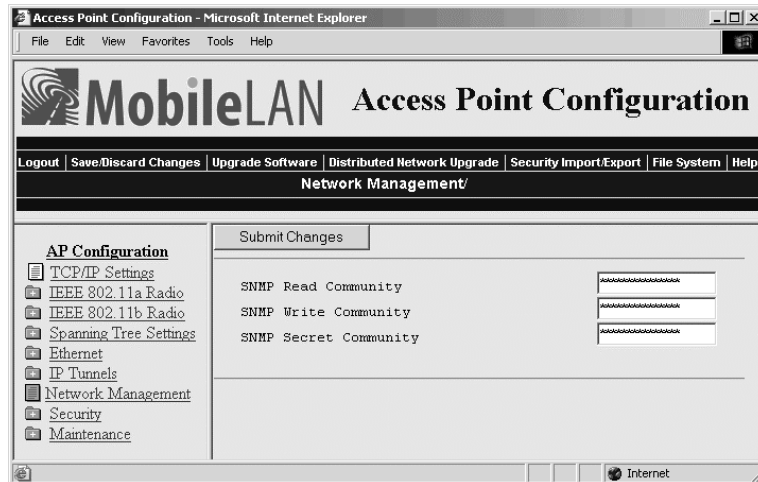 Access Point Configuration - Microsoft Internet Explorer
File Edit View Favorites Tools Help
MobileLAN Access Point Configuration
Logout | Save/Discard Changes | Upgrade Software | Distributed Network Upgrade | Security Import/Export | File System | Help
Network Management/
Submit Changes
AP Configuration
TCP/IP Settings
IEEE 802.11a Radio
IEEE 802.11b Radio
Spanning Tree Settings
Ethernet
IP Tunnels
Network Management
Security
Maintenance
SNMP Read Community ****************
SNMP Write Community ****************
SNMP Secret Community ****************
Internet